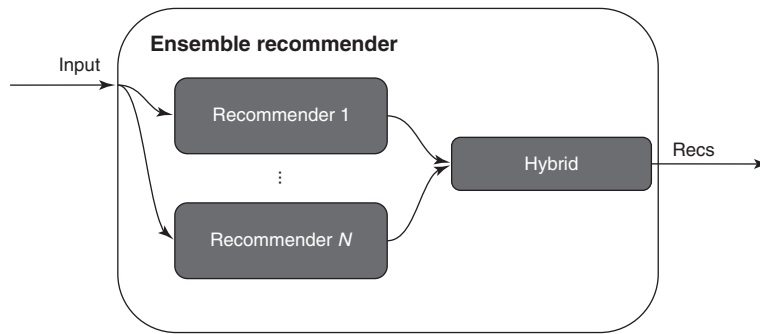 Ensemble recommender
Input
Recommender 1
Hybrid
Recs
⋮
Recommender N